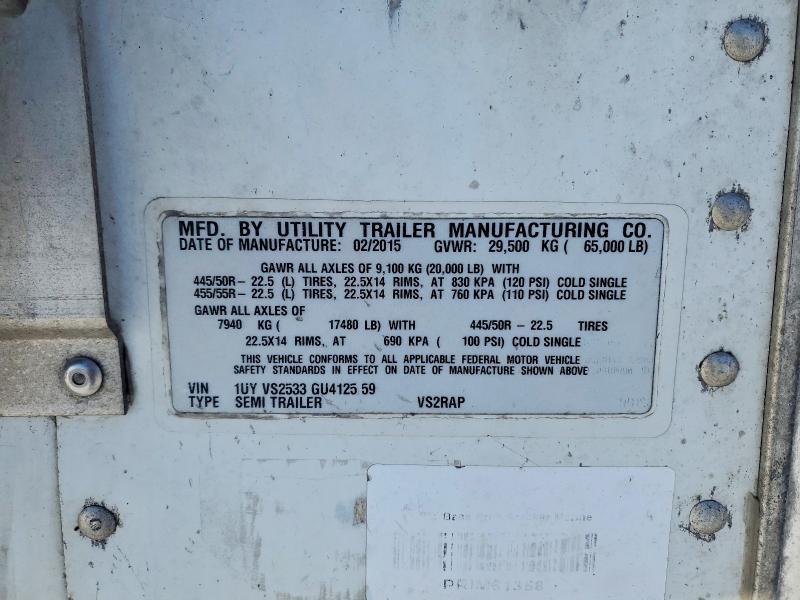 MFD. BY UTILITY TRAILER MANUFACTURING CO.
DATE OF MANUFACTURE: 02/2015 GVWR: 29,500 KG ( 65,000 LB)
GAWR ALL AXLES OF 9,100 KG (20,000 LB) WITH
445/50R- 22.5 (L) TIRES, 22.5X14 RIMS, AT 830 KPA (120 PSI) COLD SINGLE
455/55R- 22.5 (L) TIRES, 22.5X14 RIMS, AT 760 KPA (110 PSI) COLD SINGLE
GAWR ALL AXLES OF
7940 KG ( 17480 LB) WITH 445/50R - 22.5 TIRES
22.5X14 RIMS, AT 690 KPA ( 100 PSI) COLD SINGLE
THIS VEHICLE CONFORMS TO ALL APPLICABLE FEDERAL MOTOR VEHICLE
SAFETY STANDARDS IN EFFECT ON DATE OF MANUFACTURE SHOWN ABOVE
VIN 1UY VS2533 GU4125 59
TYPE SEMI TRAILER VS2RAP